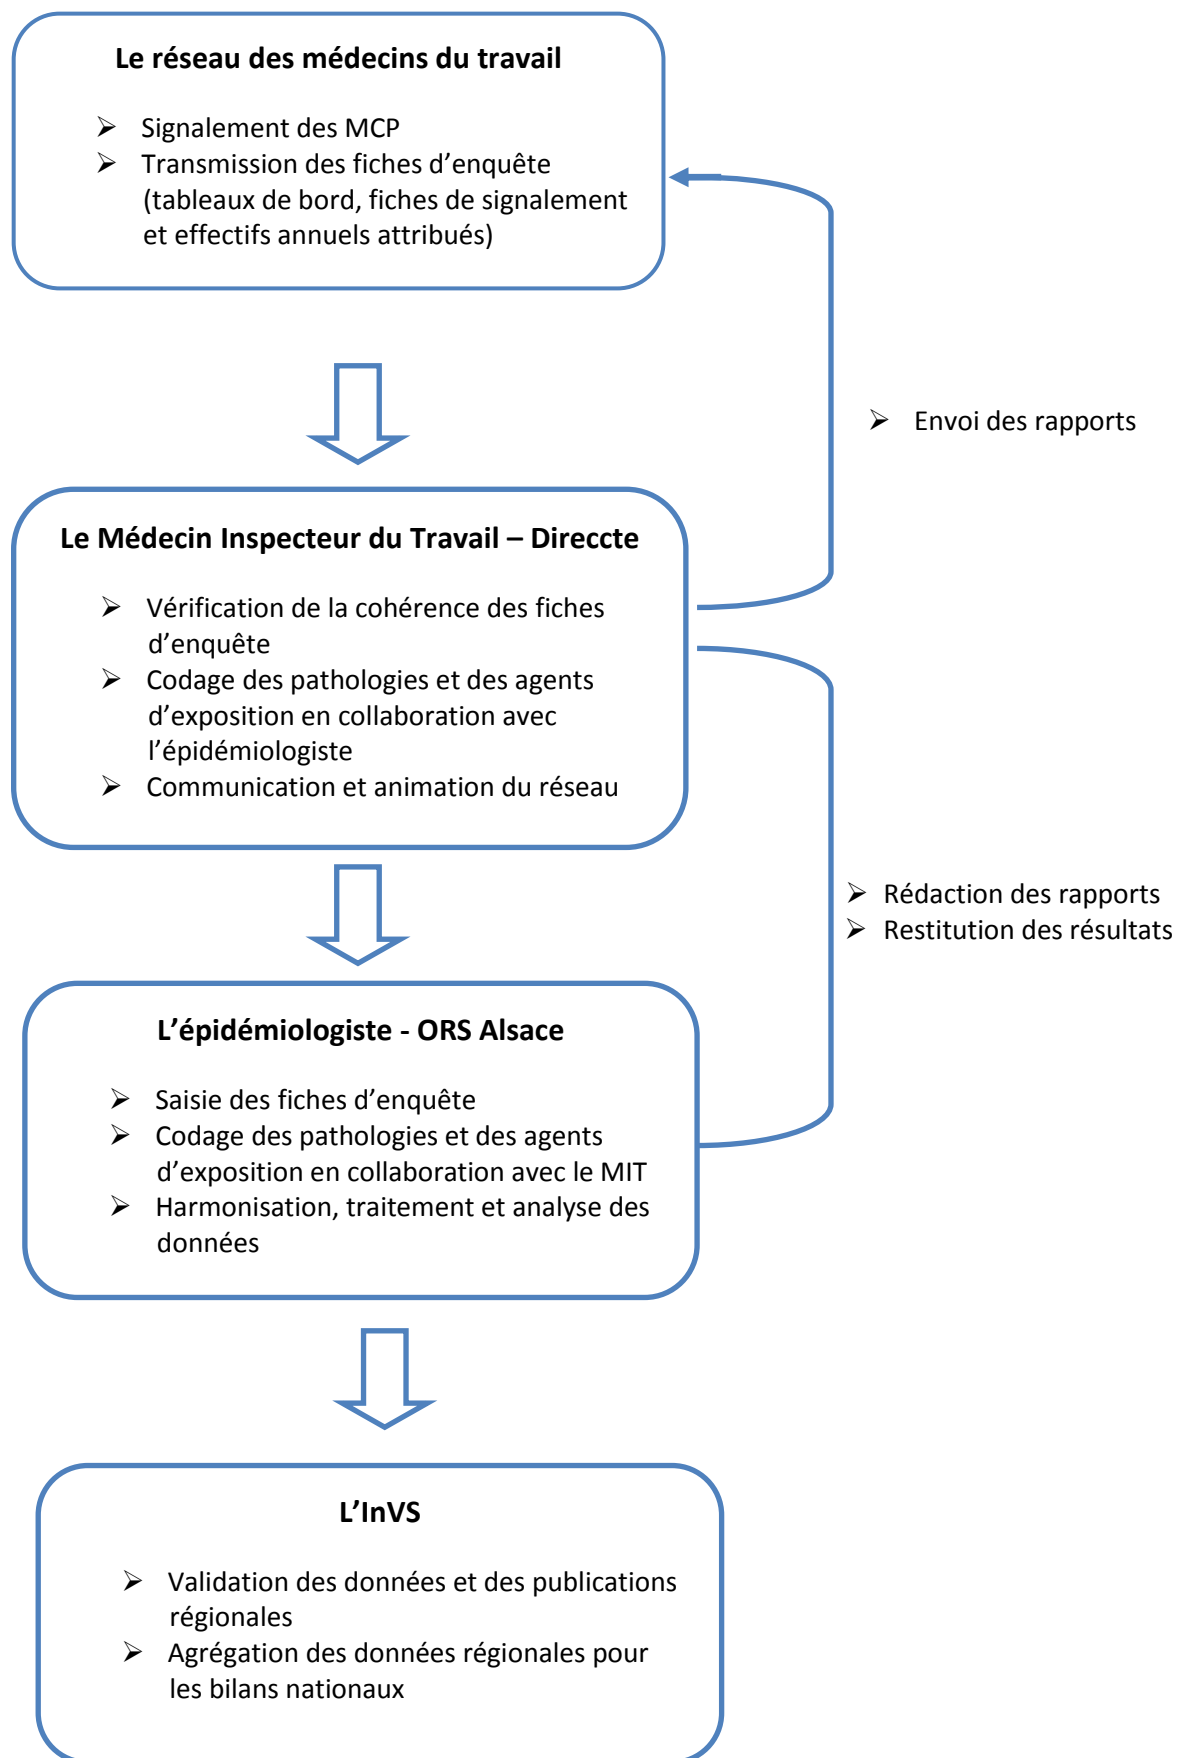 Le réseau des médecins du travail
➢ Signalement des MCP
➢ Transmission des fiches d’enquête
(tableaux de bord, fiches de signalement
et effectifs annuels attribués)
➢ Envoi des rapports
Le Médecin Inspecteur du Travail – Direccte
➢ Vérification de la cohérence des fiches
d’enquête
➢ Codage des pathologies et des agents
d’exposition en collaboration avec
l’épidémiologiste
➢ Communication et animation du réseau
➢ Rédaction des rapports
➢ Restitution des résultats
L’épidémiologiste - ORS Alsace
➢ Saisie des fiches d’enquête
➢ Codage des pathologies et des agents
d’exposition en collaboration avec le MIT
➢ Harmonisation, traitement et analyse des
données
L’InVS
➢ Validation des données et des publications
régionales
➢ Agrégation des données régionales pour
les bilans nationaux